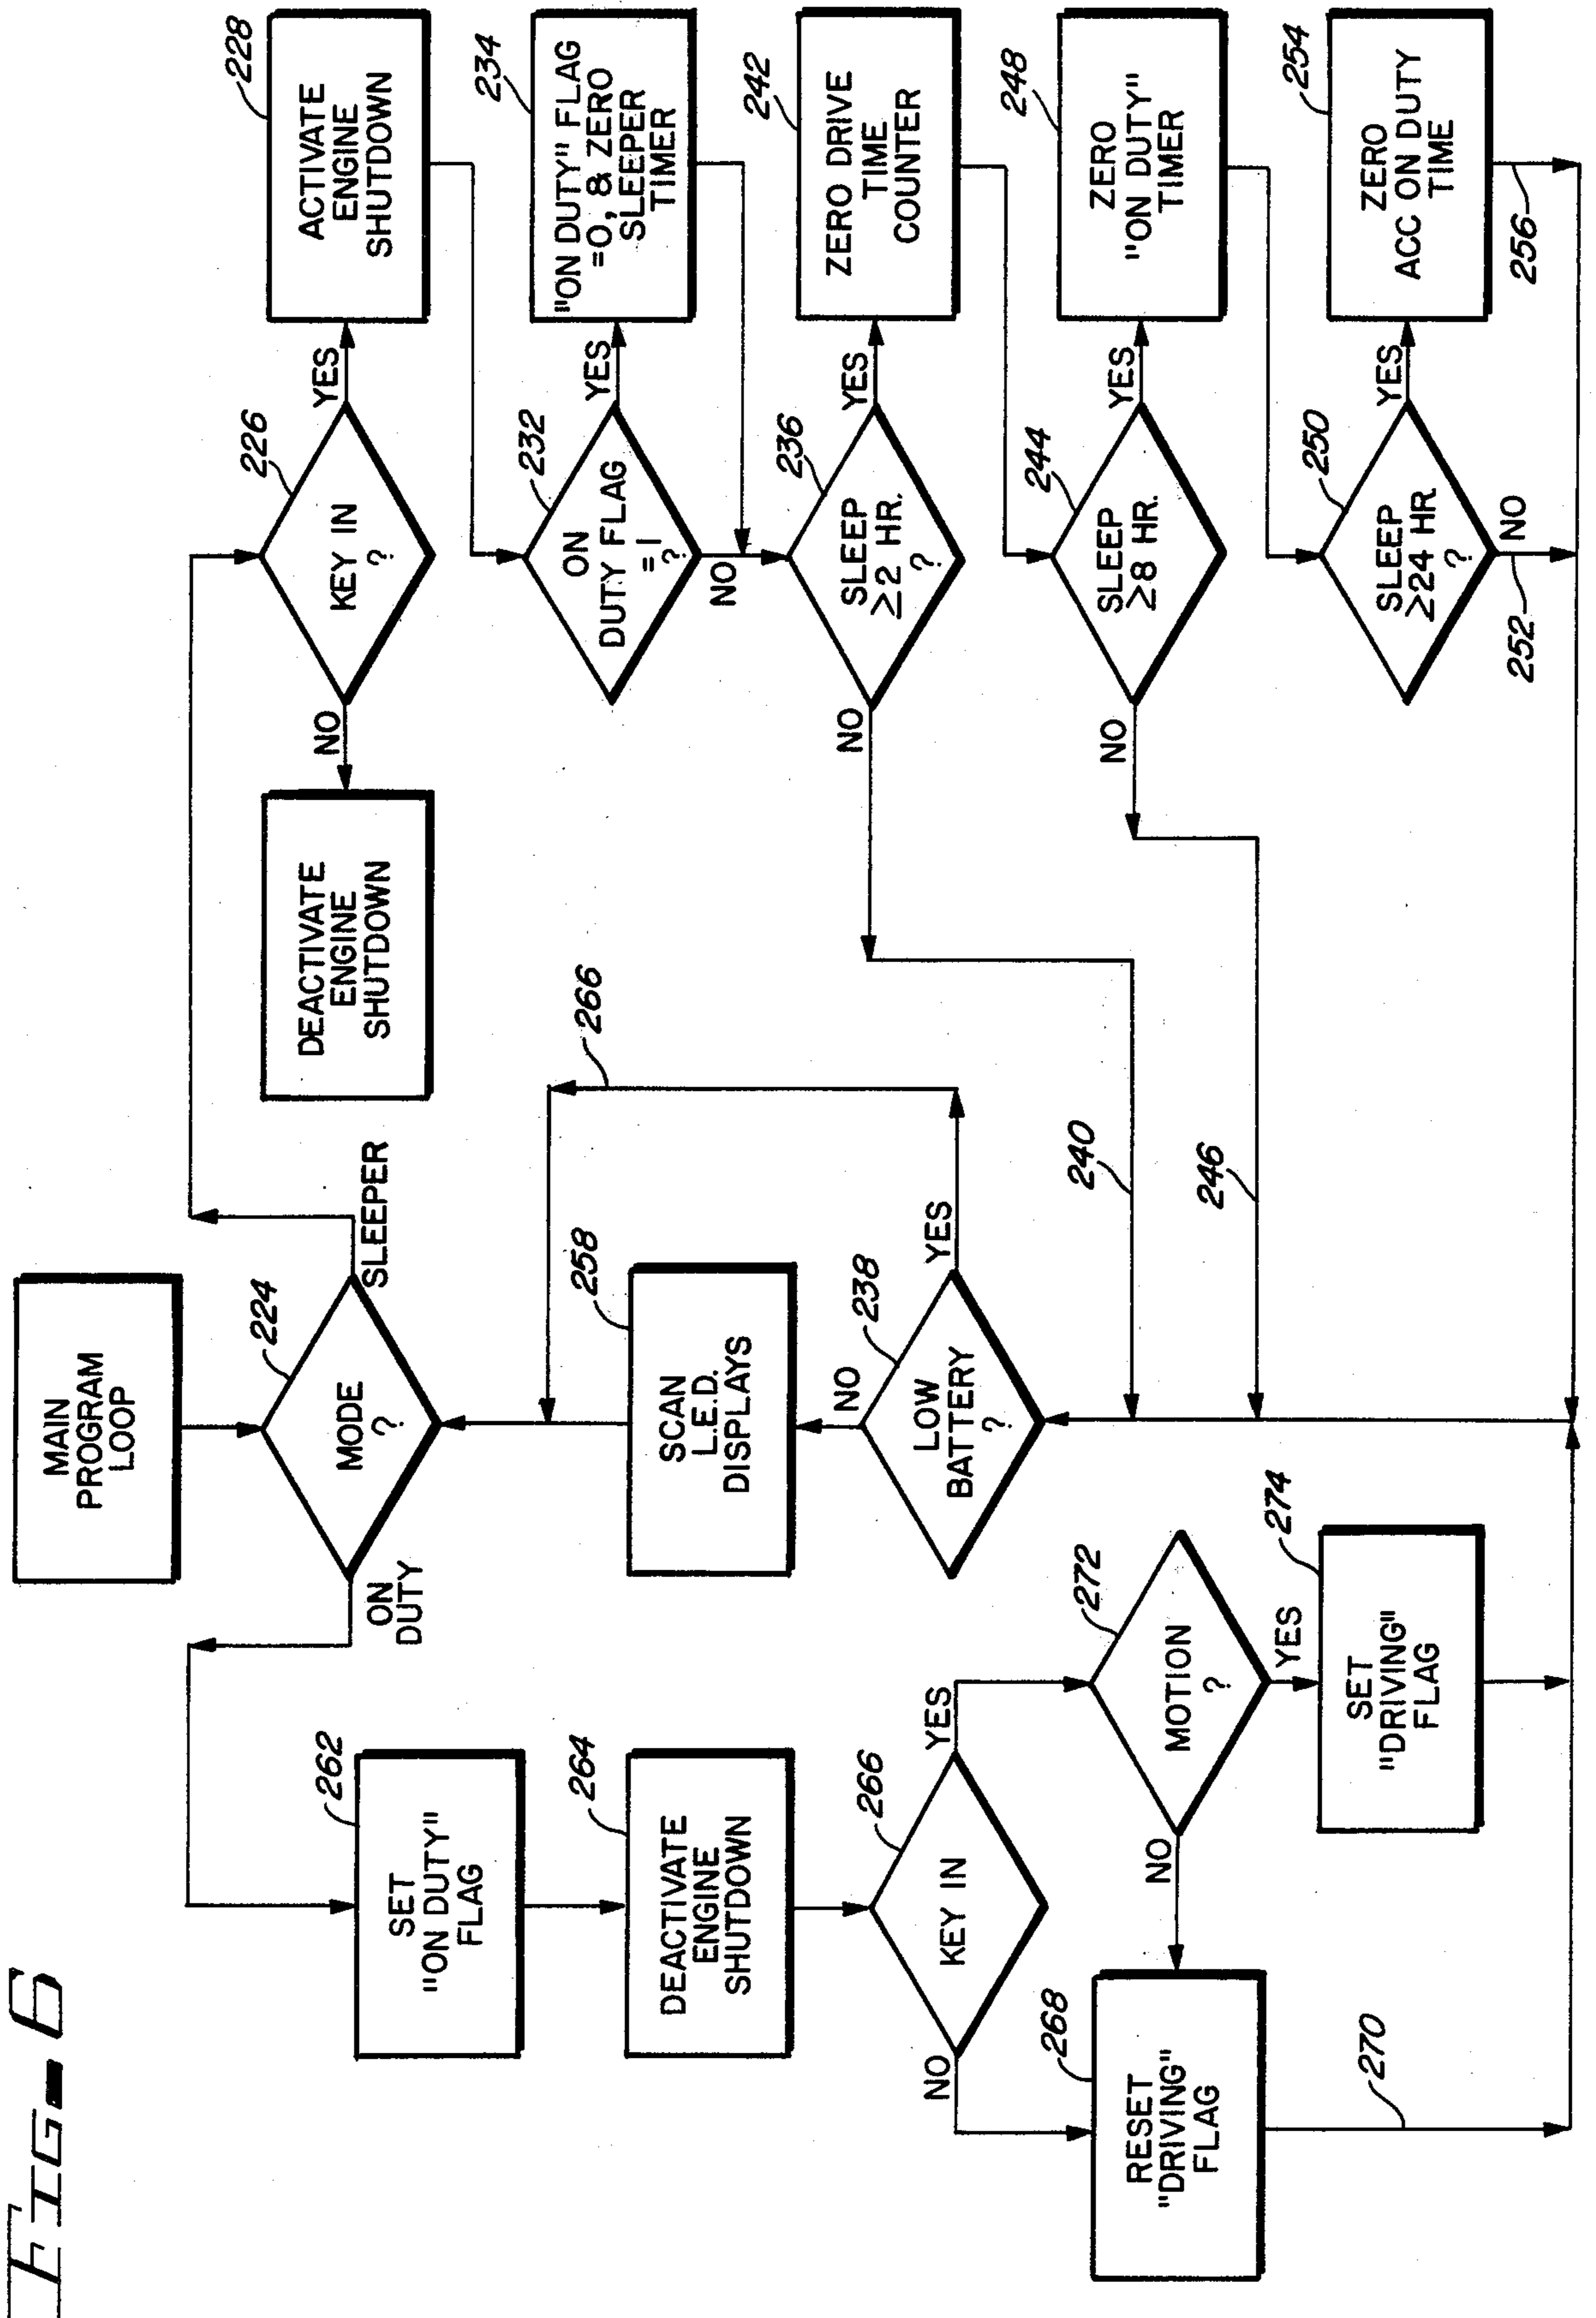 FIG-6
MAIN
PROGRAM
LOOP
224
MODE
?
ON
DUTY
SLEEPER
262
SET
"ON DUTY"
FLAG
264
DEACTIVATE
ENGINE
SHUTDOWN
266
KEY IN
NO
YES
268
RESET
"DRIVING"
FLAG
270
272
MOTION
?
NO
YES
274
SET
"DRIVING"
FLAG
258
SCAN
L.E.D.
DISPLAYS
238
LOW
BATTERY
?
NO
YES
266
240
246
DEACTIVATE
ENGINE
SHUTDOWN
226
KEY IN
?
NO
YES
228
ACTIVATE
ENGINE
SHUTDOWN
232
ON
DUTY FLAG
=1
?
NO
YES
234
"ON DUTY" FLAG
=0, & ZERO
SLEEPER
TIMER
236
SLEEP
≥2 HR.
?
NO
YES
242
ZERO DRIVE
TIME
COUNTER
244
SLEEP
≥8 HR.
?
NO
YES
248
ZERO
"ON DUTY"
TIMER
250
SLEEP
≥24 HR
?
NO
YES
252
254
ZERO
ACC ON DUTY
TIME
256